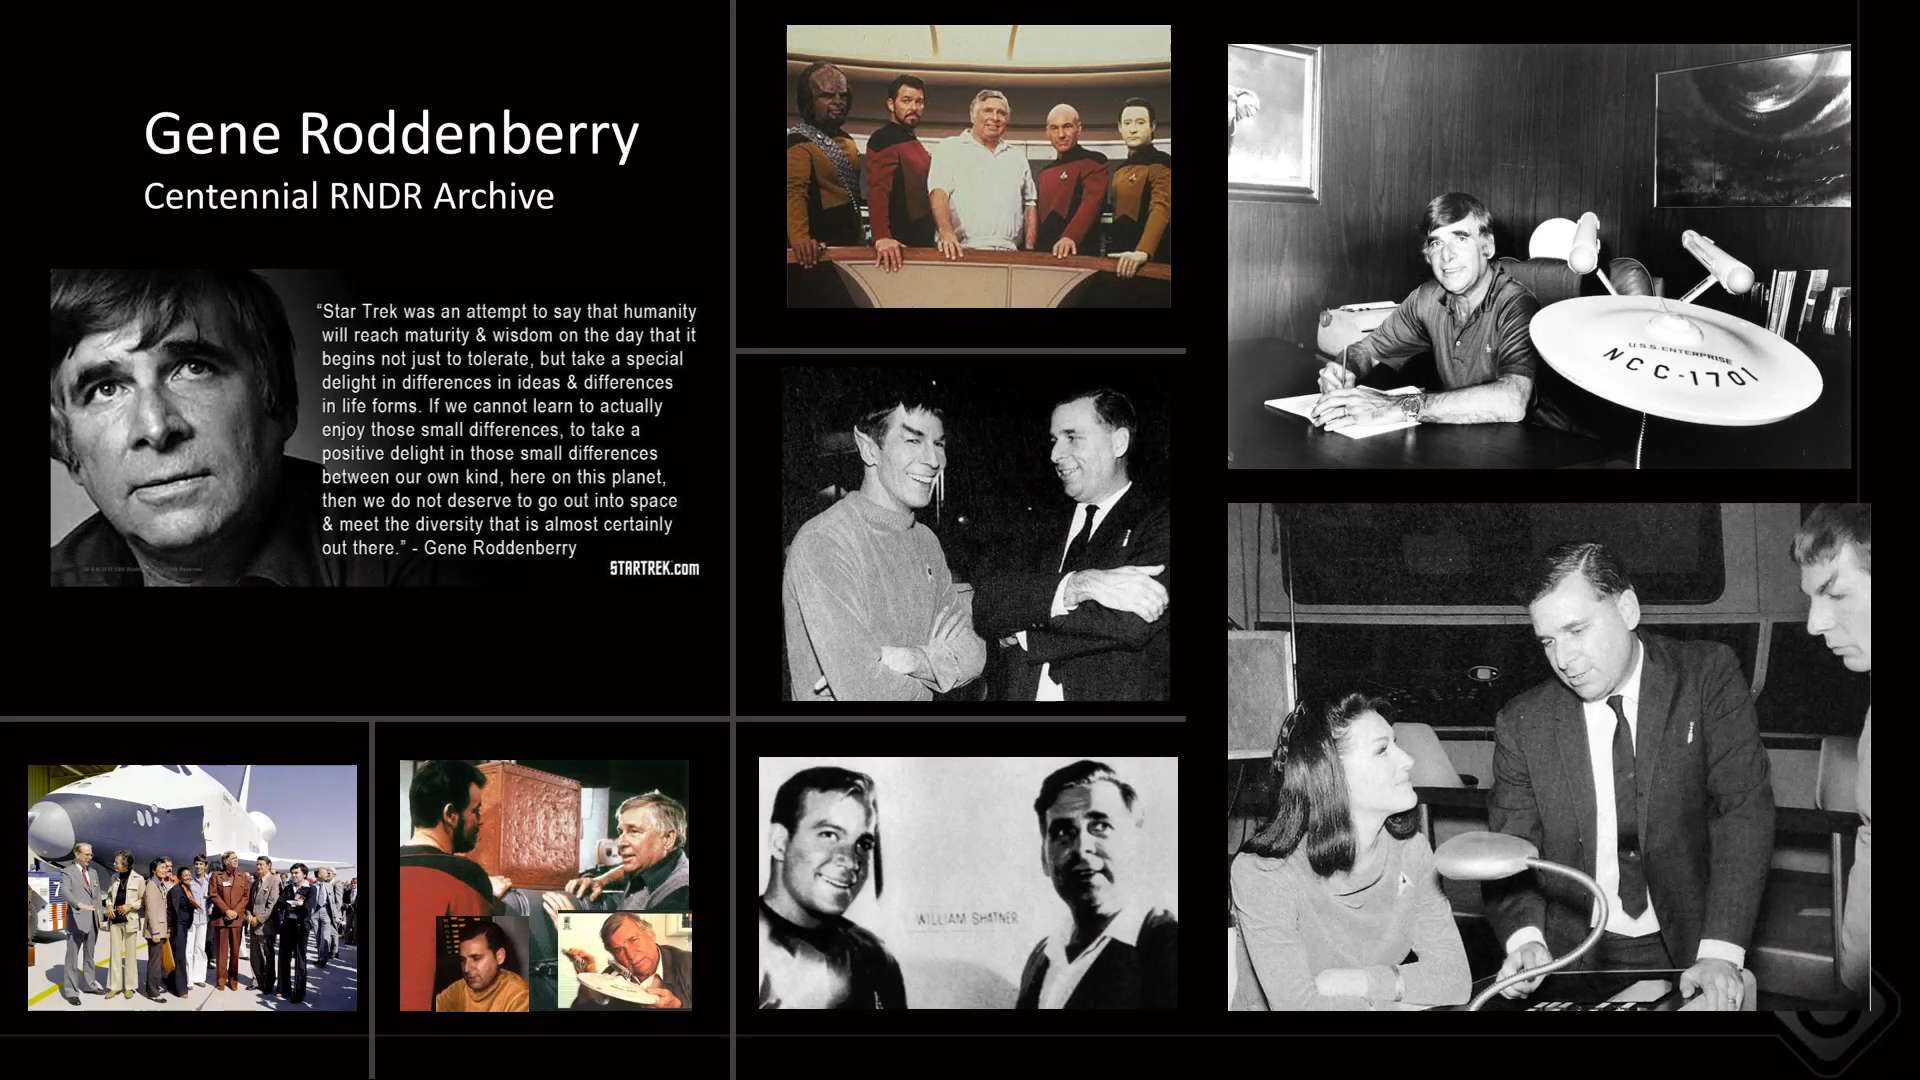 Gene Roddenberry
Centennial RNDR Archive
“Star Trek was an attempt to say that humanity
will reach maturity & wisdom on the day that it
begins not just to tolerate, but take a special
delight in differences in ideas & differences
in life forms. If we cannot learn to actually
enjoy those small differences, to take a
positive delight in those small differences
between our own kind, here on this planet,
then we do not deserve to go out into space
& meet the diversity that is almost certainly
out there.” - Gene Roddenberry
STARTREK.com
U.S.S. ENTERPRISE
NCC-1701
WILLIAM SHATNER